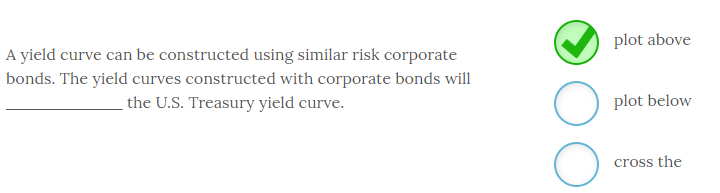 A yield curve can be constructed using similar risk corporate
bonds. The yield curves constructed with corporate bonds will
________________ the U.S. Treasury yield curve.
plot above
plot below
cross the